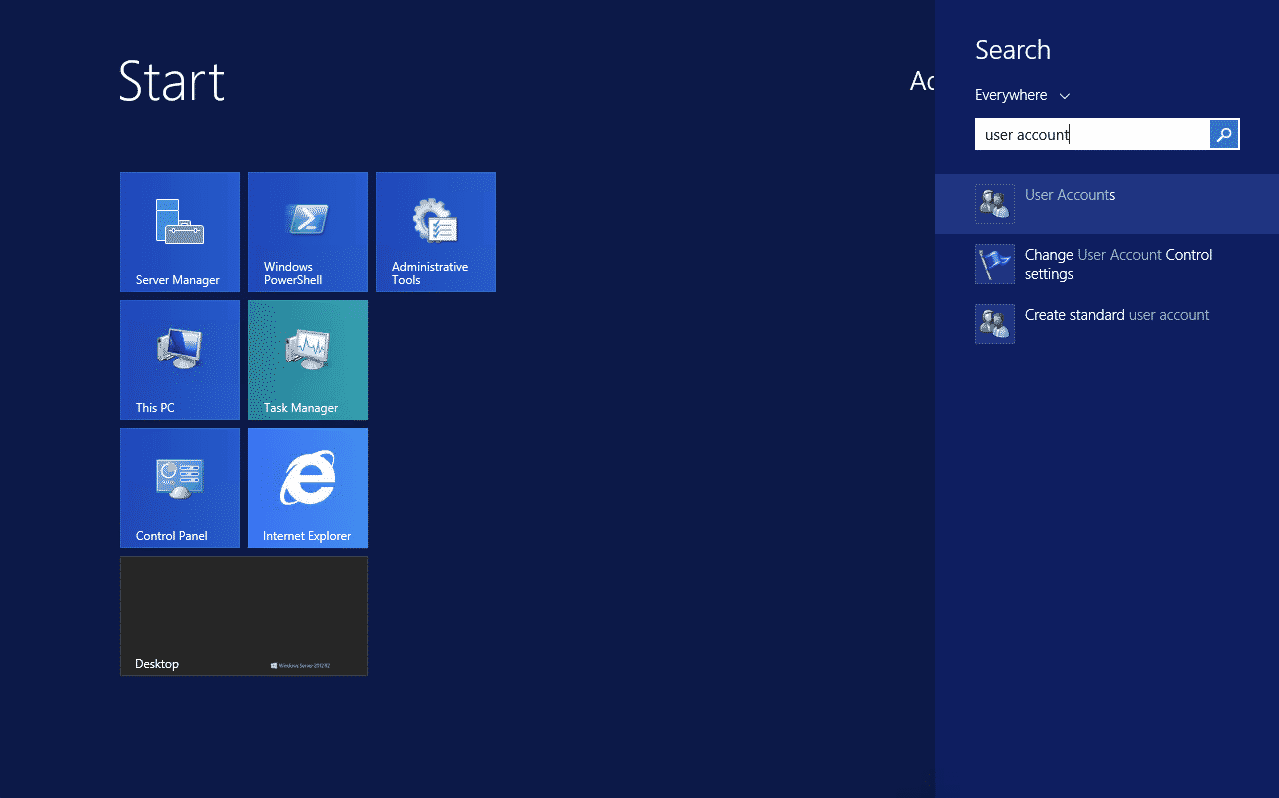 Start
Ad
Server Manager
Windows
PowerShell
Administrative
Tools
This PC
Task Manager
Control Panel
Internet Explorer
Desktop
Windows Server 2012 R2
Search
Everywhere
user account
User Accounts
Change User Account Control
settings
Create standard user account